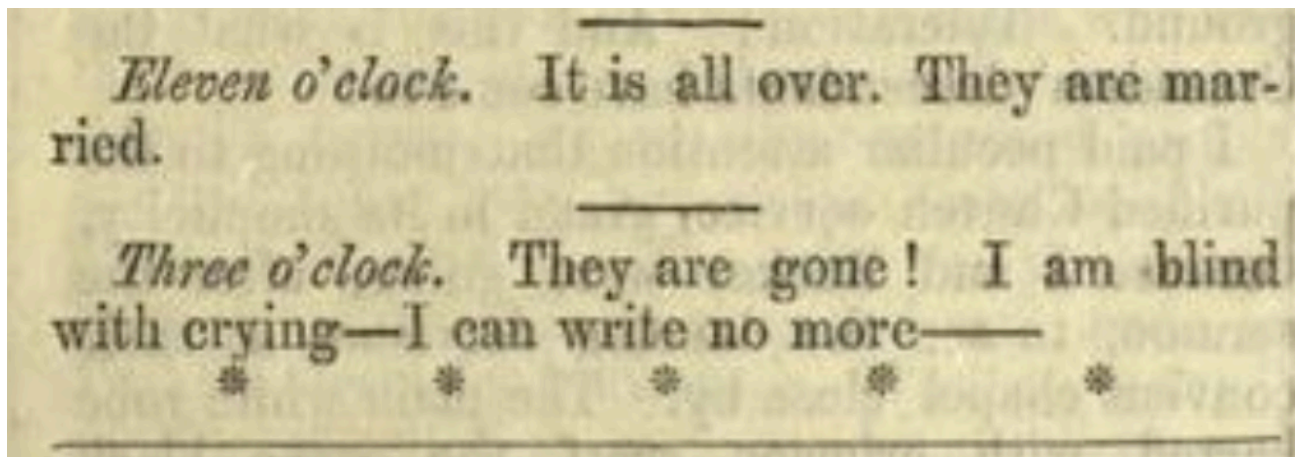 Eleven o'clock. It is all over. They are mar-
ried.
Three o'clock. They are gone! I am blind
with crying—I can write no more——
* * * * *